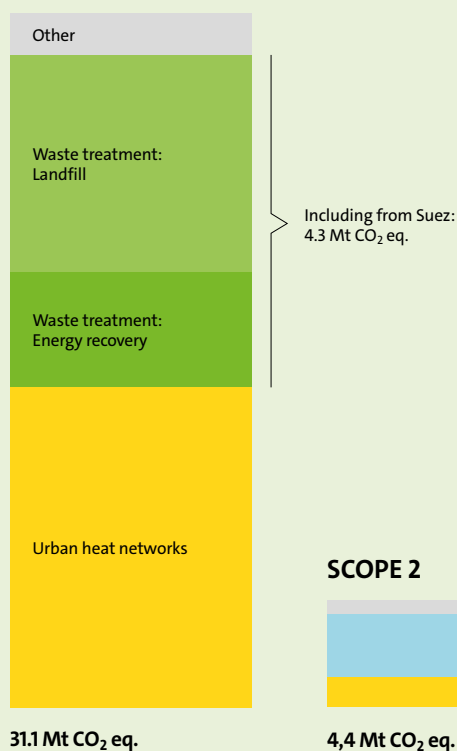 Other
Waste treatment:
Landfill
Including from Suez:
4.3 Mt CO₂ eq.
Waste treatment:
Energy recovery
Urban heat networks
SCOPE 2
31.1 Mt CO₂ eq.
4,4 Mt CO₂ eq.